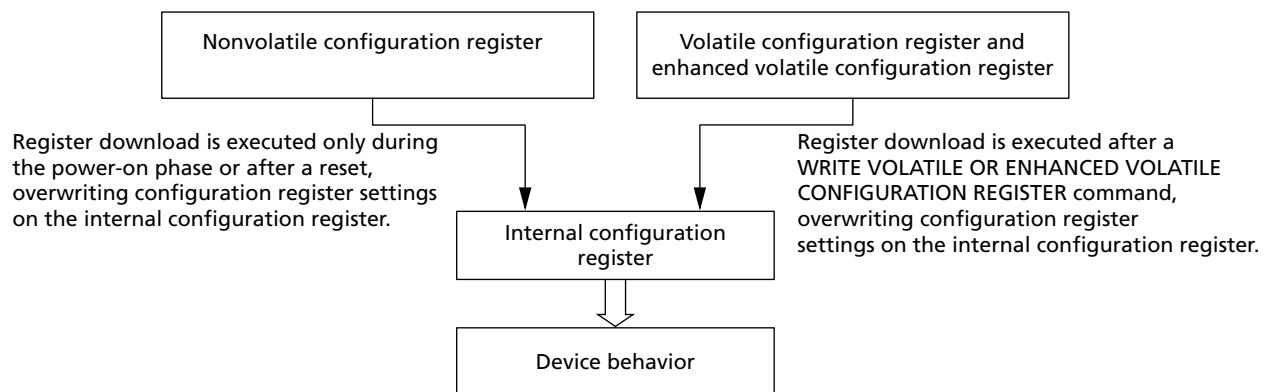 Nonvolatile configuration register
Volatile configuration register and
enhanced volatile configuration register
Register download is executed only during
the power-on phase or after a reset,
overwriting configuration register settings
on the internal configuration register.
Register download is executed after a
WRITE VOLATILE OR ENHANCED VOLATILE
CONFIGURATION REGISTER command,
overwriting configuration register
settings on the internal configuration register.
Internal configuration
register
Device behavior